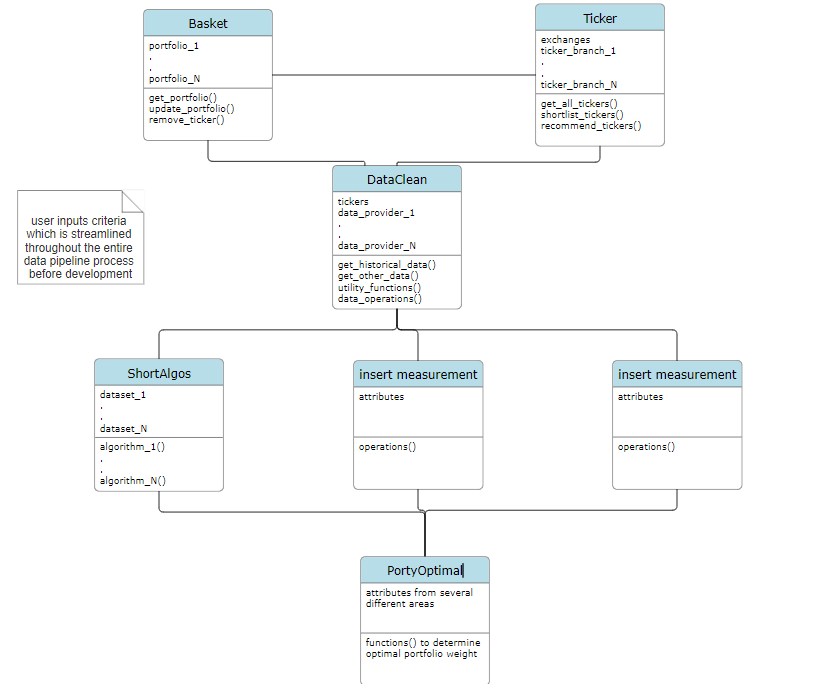 Basket
portfolio_1
.
.
portfolio_N
get_portfolio()
update_portfolio()
remove_ticker()
Ticker
exchanges
ticker_branch_1
.
.
ticker_branch_N
get_all_tickers()
shortlist_tickers()
recommend_tickers()
DataClean
tickers
data_provider_1
.
.
data_provider_N
get_historical_data()
get_other_data()
utility_functions()
data_operations()
user inputs criteria
which is streamlined
throughout the entire
data pipeline process
before development
ShortAlgos
dataset_1
.
.
dataset_N
algorithm_1()
.
.
algorithm_N()
insert measurement
attributes
operations()
insert measurement
attributes
operations()
PortyOptimal
attributes from several
different areas
functions() to determine
optimal portfolio weight